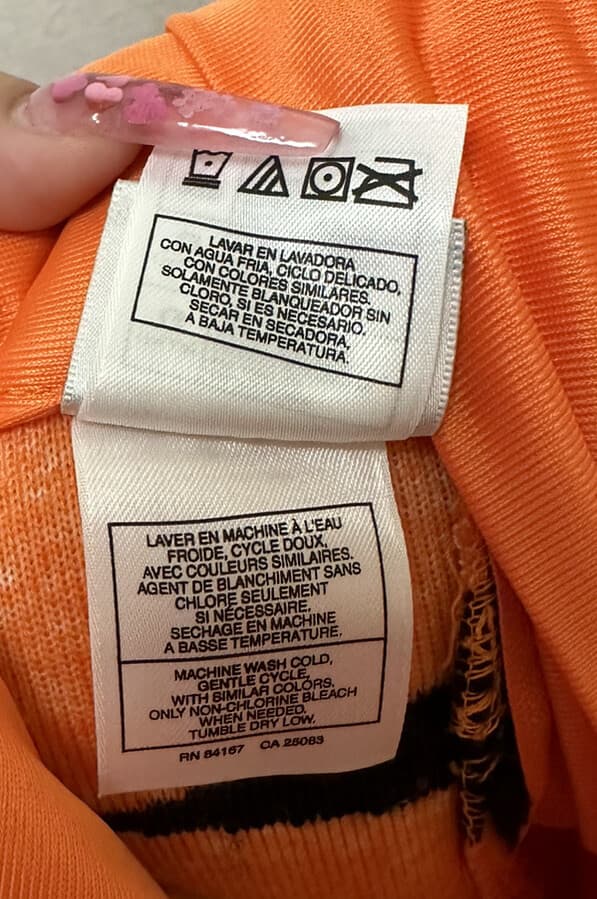 LAVAR EN LAVADORA
CON AGUA FRIA, CICLO DELICADO,
CON COLORES SIMILARES.
SOLAMENTE BLANQUEADOR SIN
CLORO, SI ES NECESARIO.
SECAR EN SECADORA,
A BAJA TEMPERATURA.
LAVER EN MACHINE À L'EAU
FROIDE, CYCLE DOUX,
AVEC COULEURS SIMILAIRES.
AGENT DE BLANCHIMENT SANS
CHLORE SEULEMENT
SI NÉCESSAIRE.
SECHAGE EN MACHINE
A BASSE TEMPERATURE.
MACHINE WASH COLD,
GENTLE CYCLE,
WITH SIMILAR COLORS.
ONLY NON-CHLORINE BLEACH
WHEN NEEDED.
TUMBLE DRY LOW.
RN 84167 CA 25083